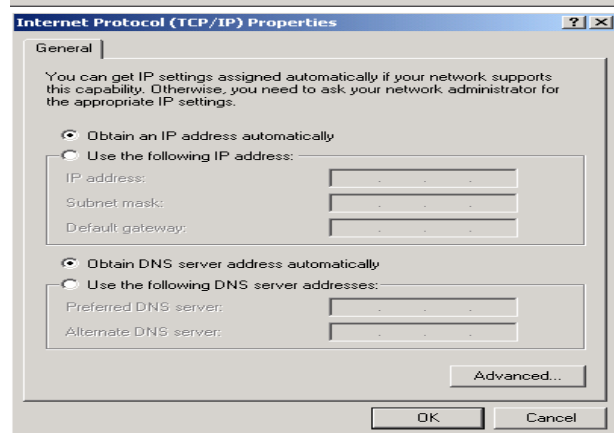 Internet Protocol (TCP/IP) Properties
General
You can get IP settings assigned automatically if your network supports
this capability. Otherwise, you need to ask your network administrator for
the appropriate IP settings.
Obtain an IP address automatically
Use the following IP address:
IP address:
Subnet mask:
Default gateway:
Obtain DNS server address automatically
Use the following DNS server addresses:
Preferred DNS server:
Alternate DNS server:
Advanced...
OK Cancel